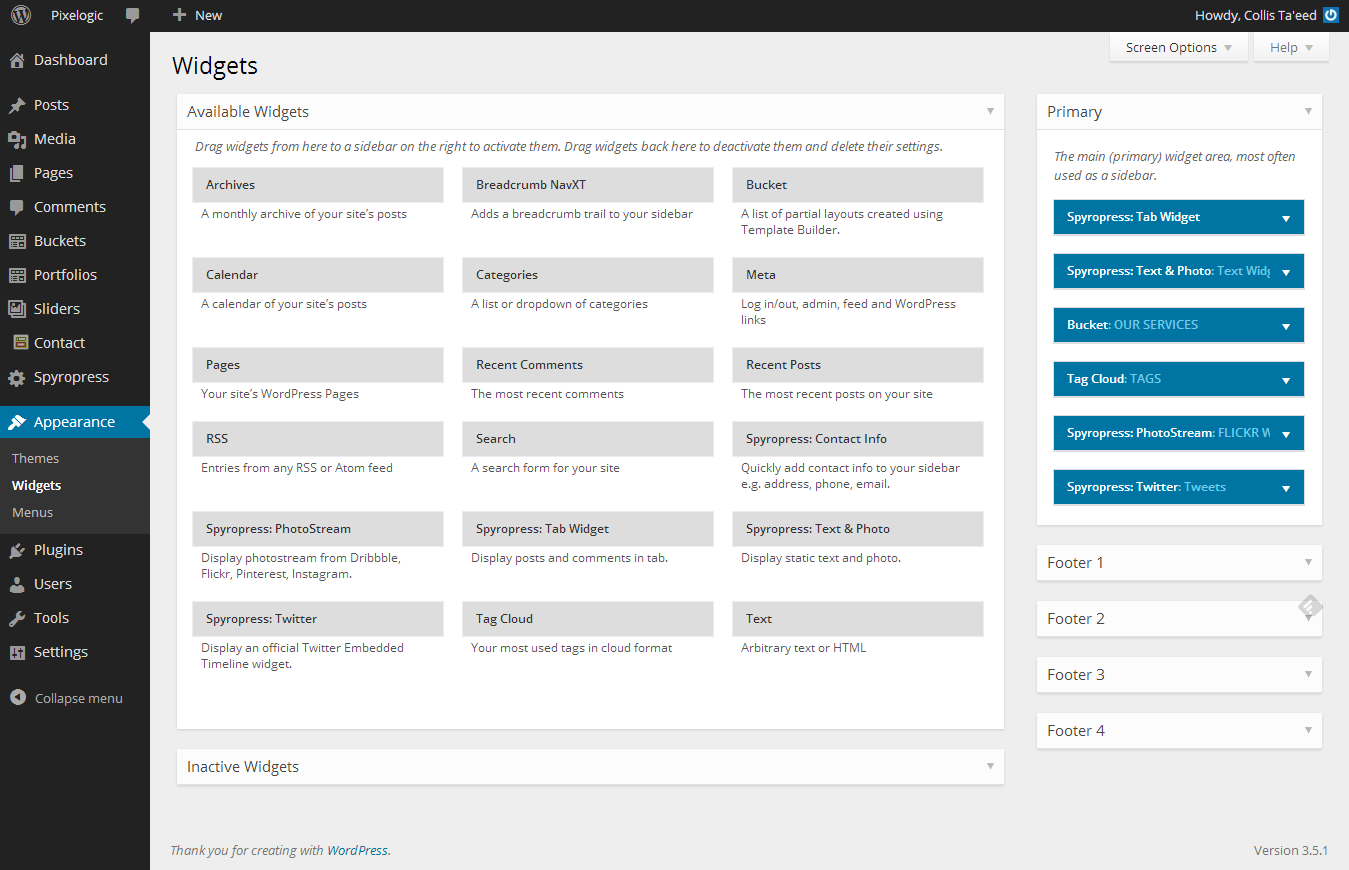 Pixelogic
New
Howdy, Collis Ta'eed
Screen Options
Help
Dashboard
Posts
Media
Pages
Comments
Buckets
Portfolios
Sliders
Contact
Spyropress
Appearance
Themes
Widgets
Menus
Plugins
Users
Tools
Settings
Collapse menu
Widgets
Available Widgets
Drag widgets from here to a sidebar on the right to activate them. Drag widgets back here to deactivate them and delete their settings.
Archives
A monthly archive of your site’s posts
Breadcrumb NavXT
Adds a breadcrumb trail to your sidebar
Bucket
A list of partial layouts created using
Template Builder.
Calendar
A calendar of your site’s posts
Categories
A list or dropdown of categories
Meta
Log in/out, admin, feed and WordPress
links
Pages
Your site’s WordPress Pages
Recent Comments
The most recent comments
Recent Posts
The most recent posts on your site
RSS
Entries from any RSS or Atom feed
Search
A search form for your site
Spyropress: Contact Info
Quickly add contact info to your sidebar
e.g. address, phone, email.
Spyropress: PhotoStream
Display photostream from Dribbble,
Flickr, Pinterest, Instagram.
Spyropress: Tab Widget
Display posts and comments in tab.
Spyropress: Text & Photo
Display static text and photo.
Spyropress: Twitter
Display an official Twitter Embedded
Timeline widget.
Tag Cloud
Your most used tags in cloud format
Text
Arbitrary text or HTML
Inactive Widgets
Primary
The main (primary) widget area, most often
used as a sidebar.
Spyropress: Tab Widget
Spyropress: Text & Photo: Text Widg
Bucket: OUR SERVICES
Tag Cloud: TAGS
Spyropress: PhotoStream: FLICKR W
Spyropress: Twitter: Tweets
Footer 1
Footer 2
Footer 3
Footer 4
Thank you for creating with WordPress.
Version 3.5.1